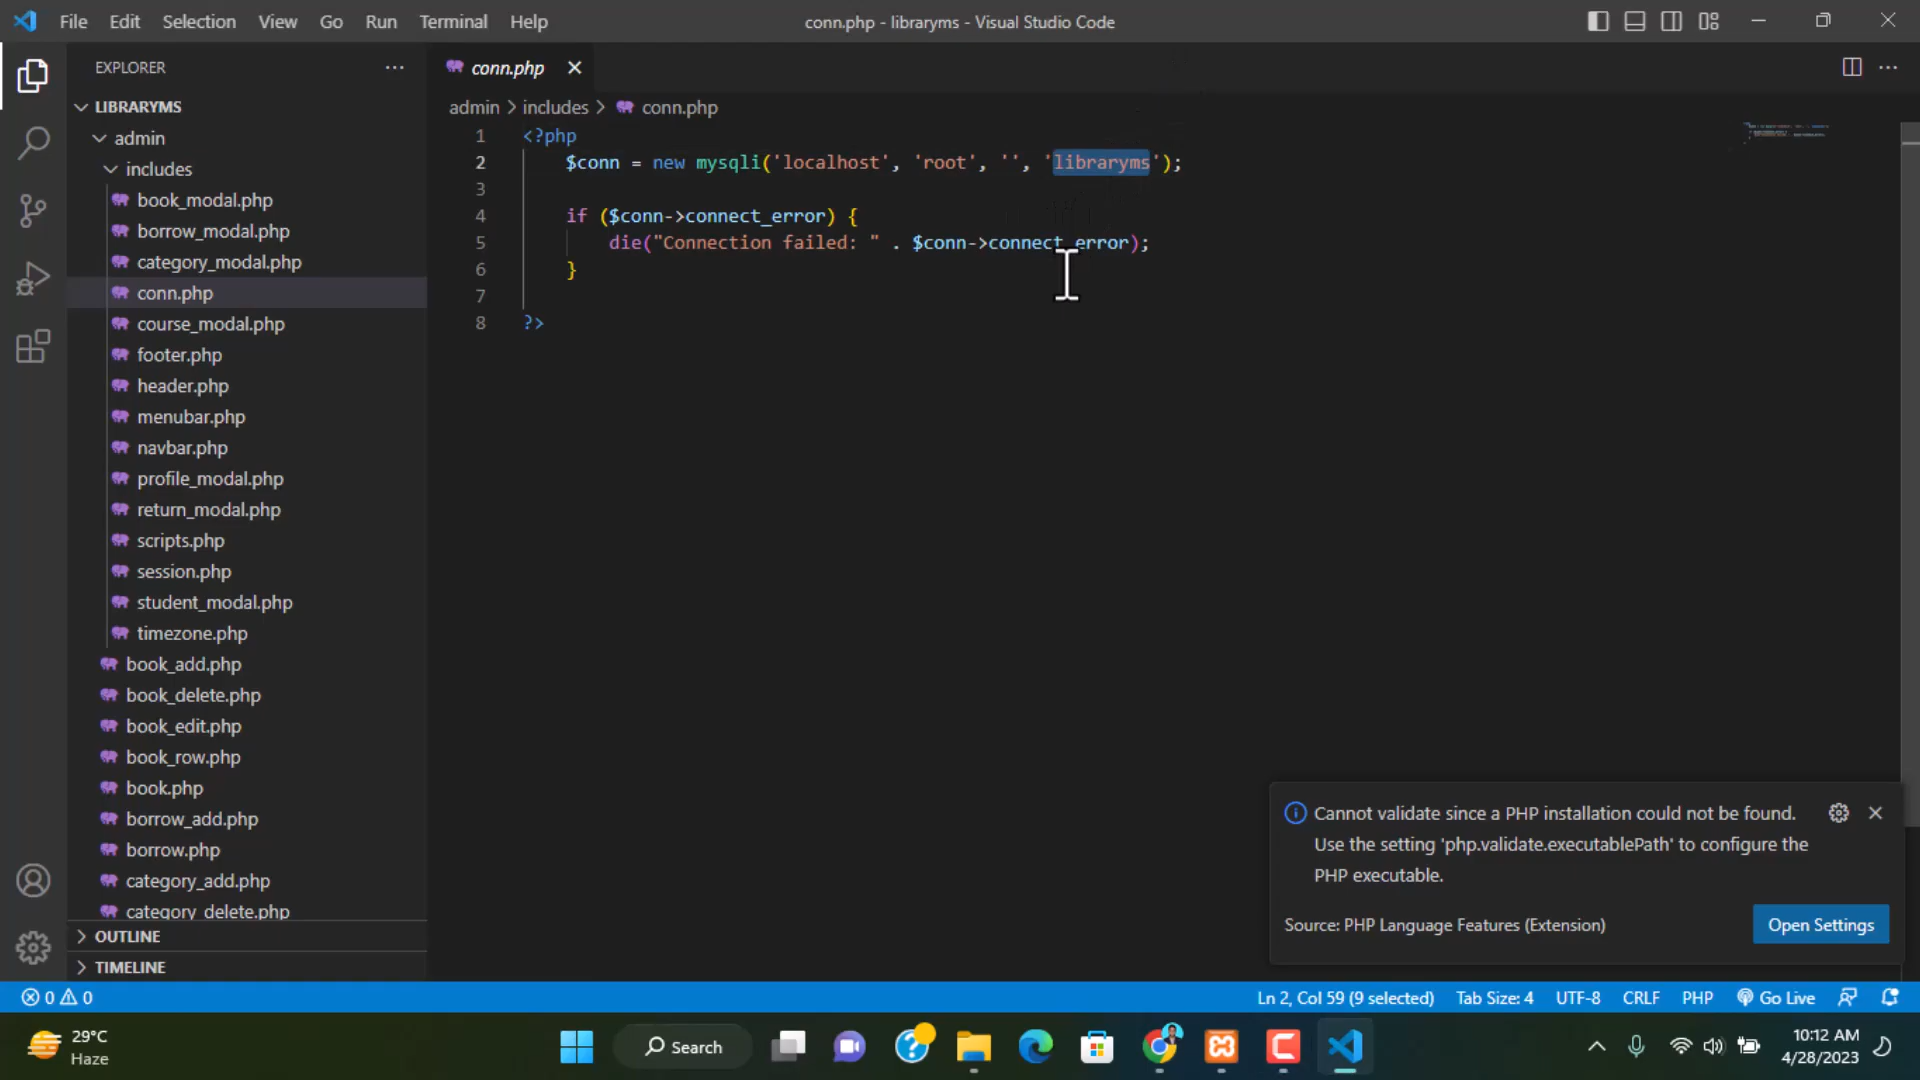 File Edit Selection View Go Run Terminal Help
conn.php - libraryms - Visual Studio Code
EXPLORER
LIBRARYMS
admin
includes
book_modal.php
borrow_modal.php
category_modal.php
conn.php
course_modal.php
footer.php
header.php
menubar.php
navbar.php
profile_modal.php
return_modal.php
scripts.php
session.php
student_modal.php
timezone.php
book_add.php
book_delete.php
book_edit.php
book_row.php
book.php
borrow_add.php
borrow.php
category_add.php
category_delete.php
OUTLINE
TIMELINE
conn.php
admin > includes > conn.php
1 <?php
2 $conn = new mysqli('localhost', 'root', '', 'libraryms');
3
4 if ($conn->connect_error) {
5 die("Connection failed: " . $conn->connect_error);
6 }
7
8 ?>
Cannot validate since a PHP installation could not be found.
Use the setting 'php.validate.executablePath' to configure the
PHP executable.
Source: PHP Language Features (Extension)
Open Settings
0 0
Ln 2, Col 59 (9 selected) Tab Size: 4 UTF-8 CRLF PHP Go Live
29°C
Haze
Search
10:12 AM
4/28/2023